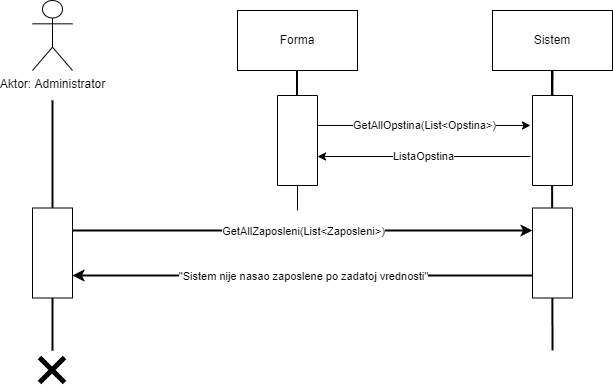 Forma
Sistem
Aktor: Administrator
GetAllOpstina(List<Opstina>)
ListaOpstina
GetAllZaposleni(List<Zaposleni>)
"Sistem nije nasao zaposlene po zadatoj vrednosti"